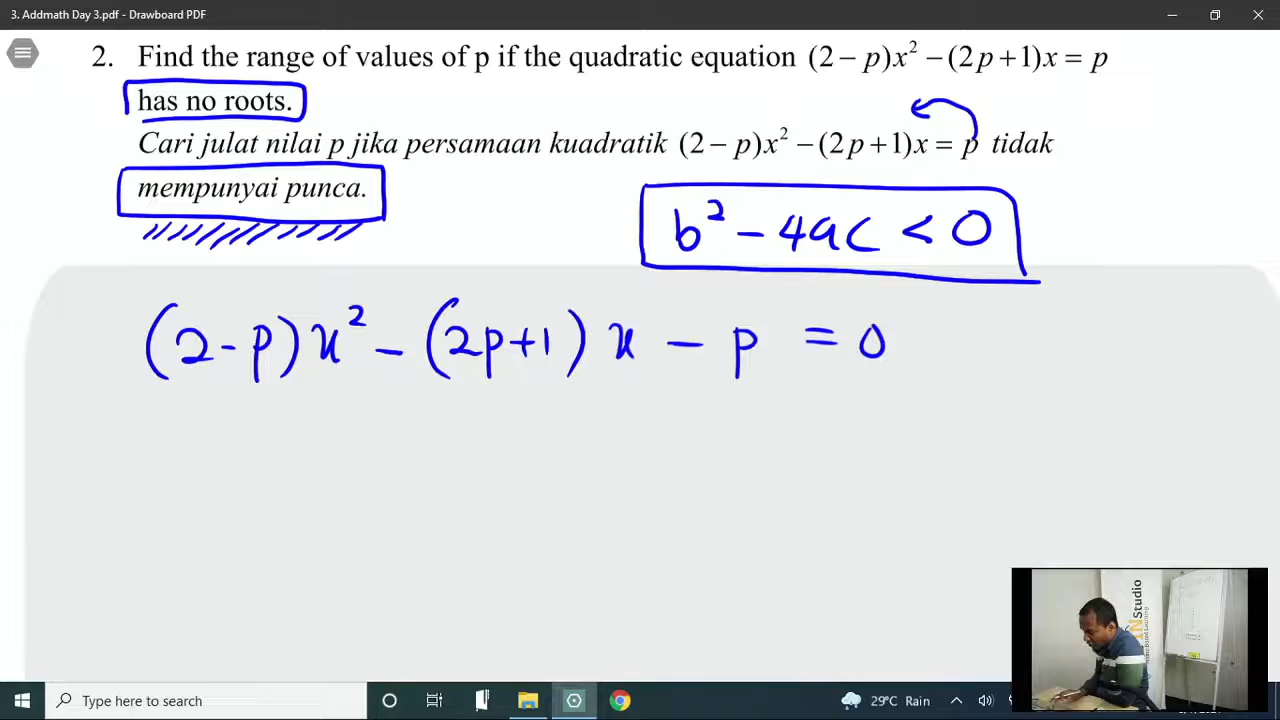 3. Addmath Day 3.pdf - Drawboard PDF
2. Find the range of values of p if the quadratic equation (2 − p)x² − (2p + 1)x = p
has no roots.
Cari julat nilai p jika persamaan kuadratik (2 − p)x² − (2p + 1)x = p tidak
mempunyai punca.
b² − 4ac < 0
(2-p)x² − (2p+1)x − p = 0
Studio
Type here to search
29°C Rain